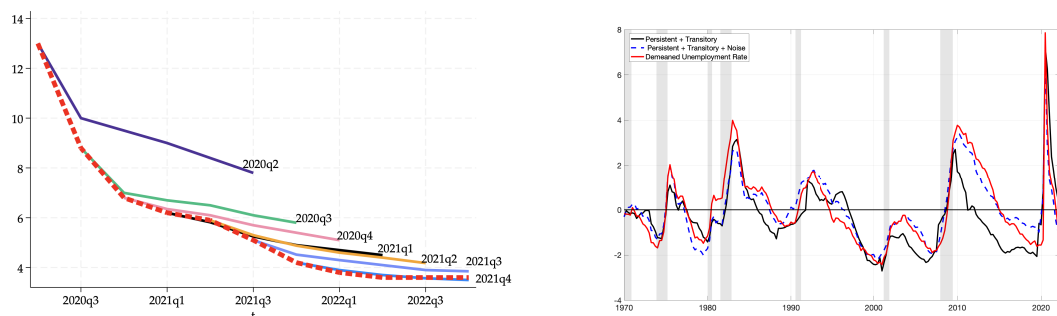 14
12
10
8
6
4
2020q3
2021q1
2021q3
2022q1
2022q3
t
2020q2
2020q3
2020q4
2021q1
2021q2
2021q3
2021q4
8
6
4
2
0
-2
-4
1970
1980
1990
2000
2010
2020
Persistent + Transitory
Persistent + Transitory + Noise
Demeaned Unemployment Rate